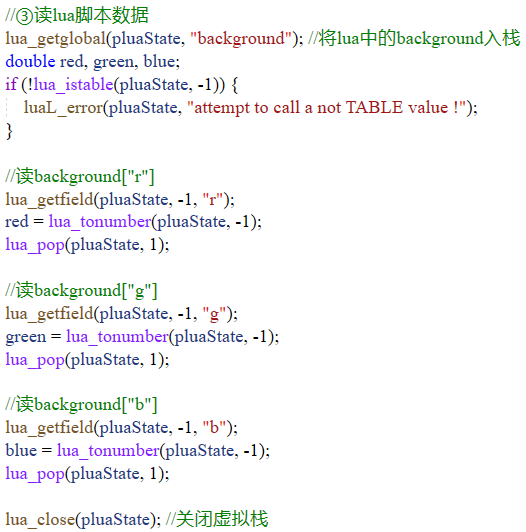 //③读lua脚本数据
lua_getglobal(pluaState, "background"); //将lua中的background入栈
double red, green, blue;
if (!lua_istable(pluaState, -1)) {
    luaL_error(pluaState, "attempt to call a not TABLE value !");
}

//读background["r"]
lua_getfield(pluaState, -1, "r");
red = lua_tonumber(pluaState, -1);
lua_pop(pluaState, 1);

//读background["g"]
lua_getfield(pluaState, -1, "g");
green = lua_tonumber(pluaState, -1);
lua_pop(pluaState, 1);

//读background["b"]
lua_getfield(pluaState, -1, "b");
blue = lua_tonumber(pluaState, -1);
lua_pop(pluaState, 1);

lua_close(pluaState); //关闭虚拟栈